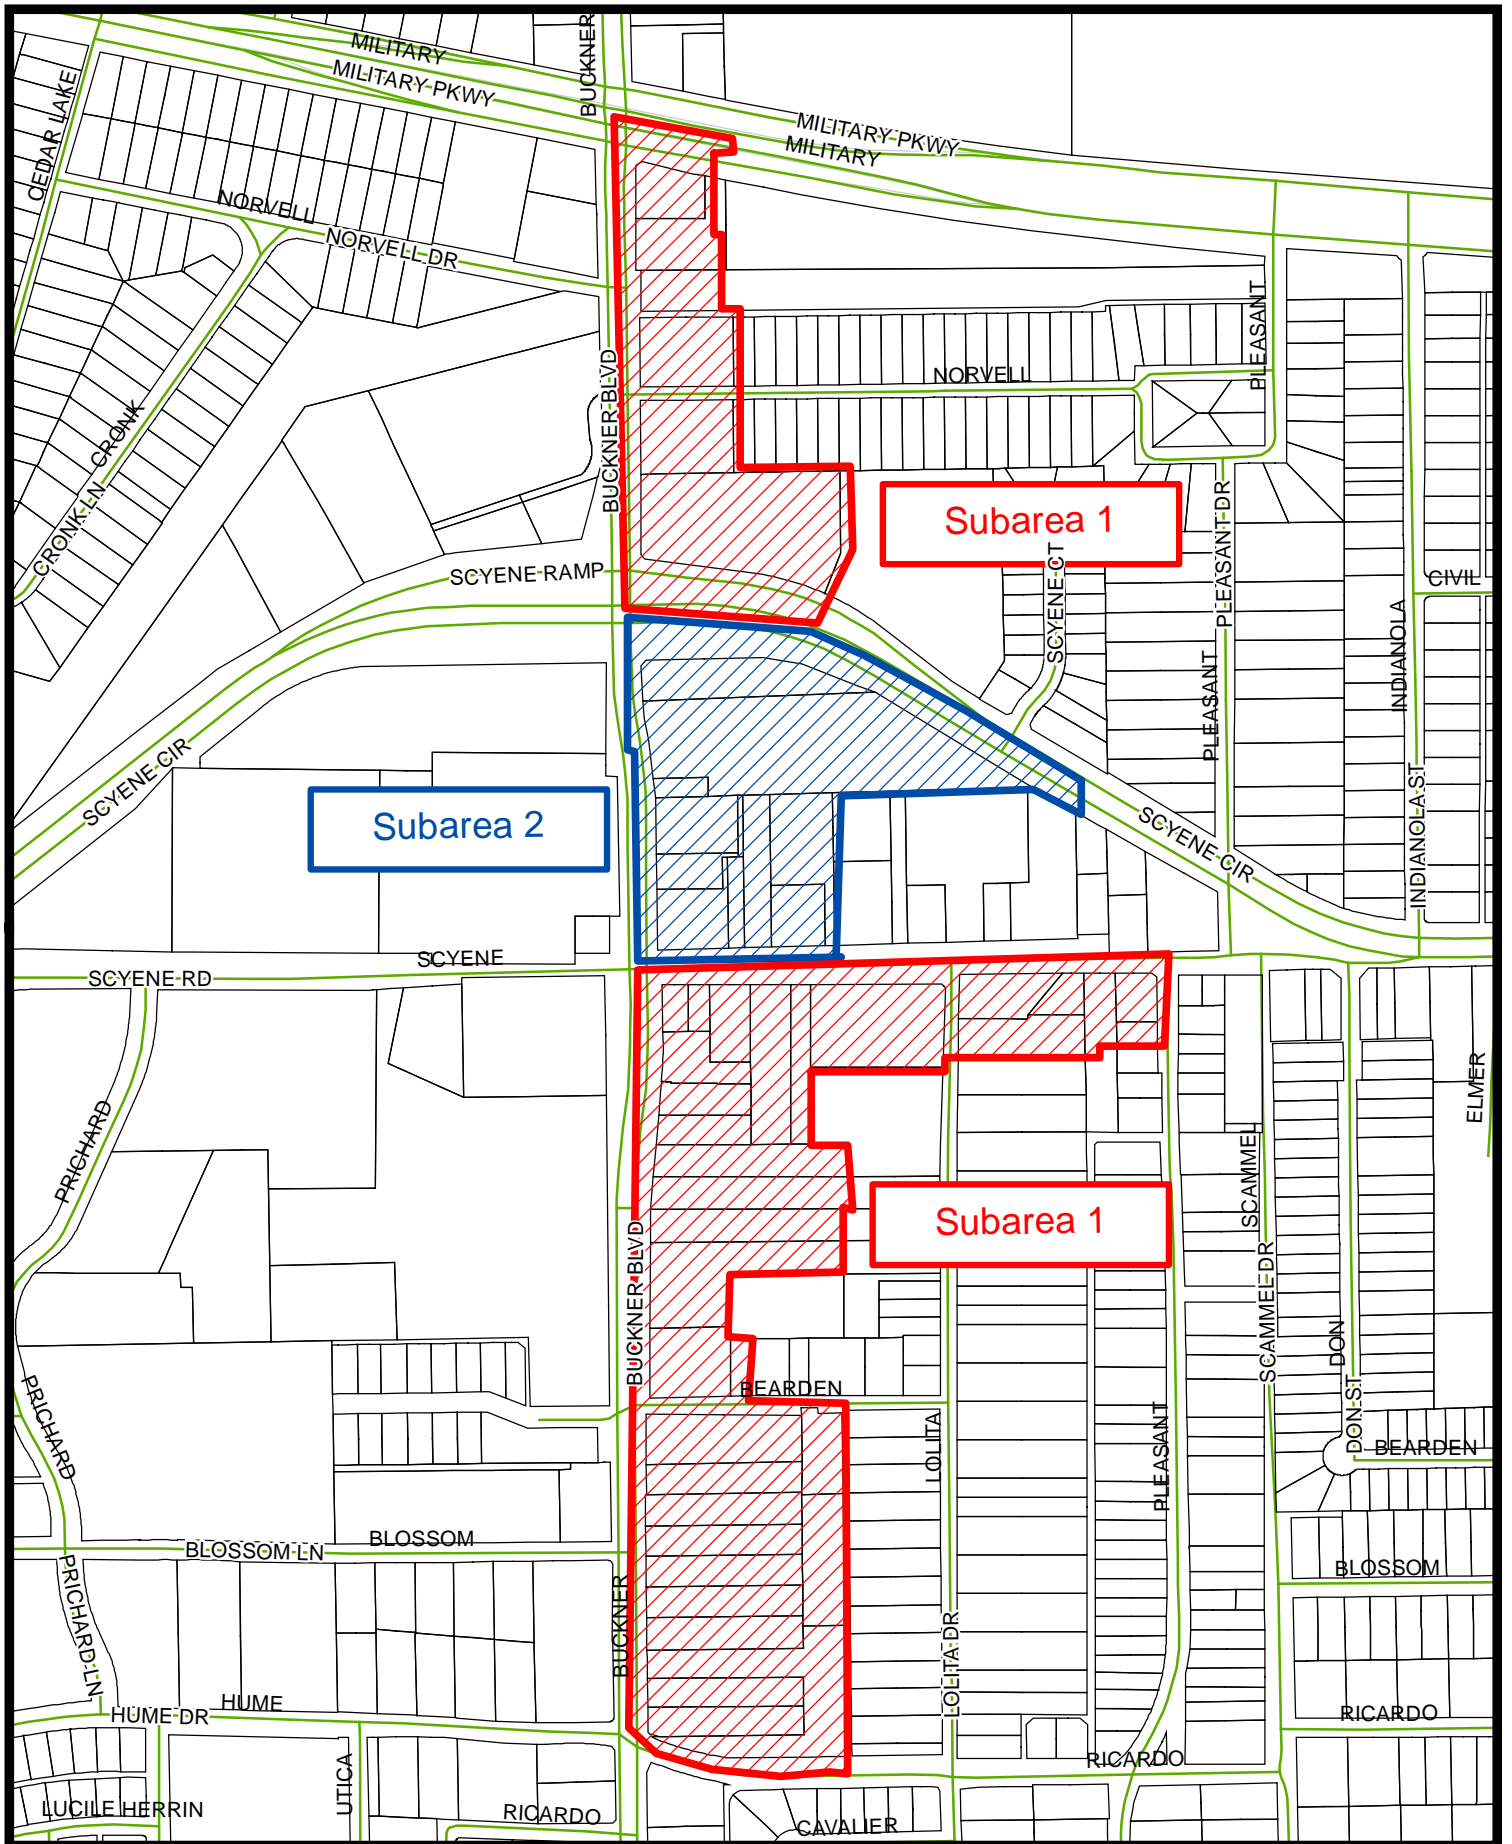 MILITARY
BUCKNER
MILITARY PKWY
CEDAR LAKE
MILITARY PKWY
MILITARY
NORVELL
NORVELL DR
PLEASANT
BUCKNER BLVD
NORVELL
CRONK
CRONK LN
Subarea 1
PLEASANT DR
SCYENE RAMP
SCYENE CT
CIVIL
INDIANOLA
PLEASANT
SCYENE CIR
Subarea 2
SCYENE CIR
INDIANOLA ST
SCYENE
SCYENE RD
ELMER
PRICHARD
SCAMMEL
Subarea 1
BUCKNER BLVD
SCAMMEL DR
DON
BEARDEN
PRICHARD
LOLITA
PLEASANT
DON ST
BEARDEN
BLOSSOM
BLOSSOM LN
BLOSSOM
PRICHARD LN
BUCKNER
LOLITA DR
HUME
HUME DR
RICARDO
RICARDO
UTICA
LUCILE HERRIN
RICARDO
CAVALIER